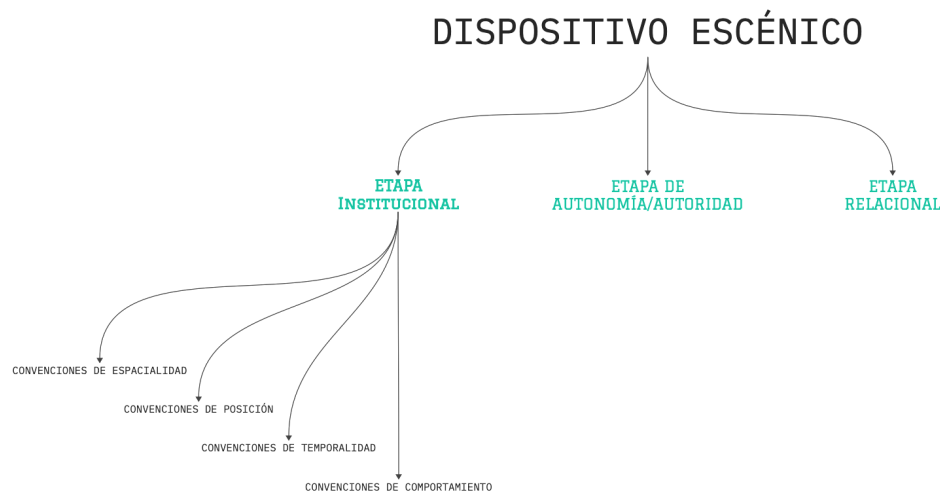 DISPOSITIVO ESCÉNICO
ETAPA
INSTITUCIONAL
ETAPA DE
AUTONOMÍA/AUTORIDAD
ETAPA
RELACIONAL
CONVENCIONES DE ESPACIALIDAD
CONVENCIONES DE POSICIÓN
CONVENCIONES DE TEMPORALIDAD
CONVENCIONES DE COMPORTAMIENTO